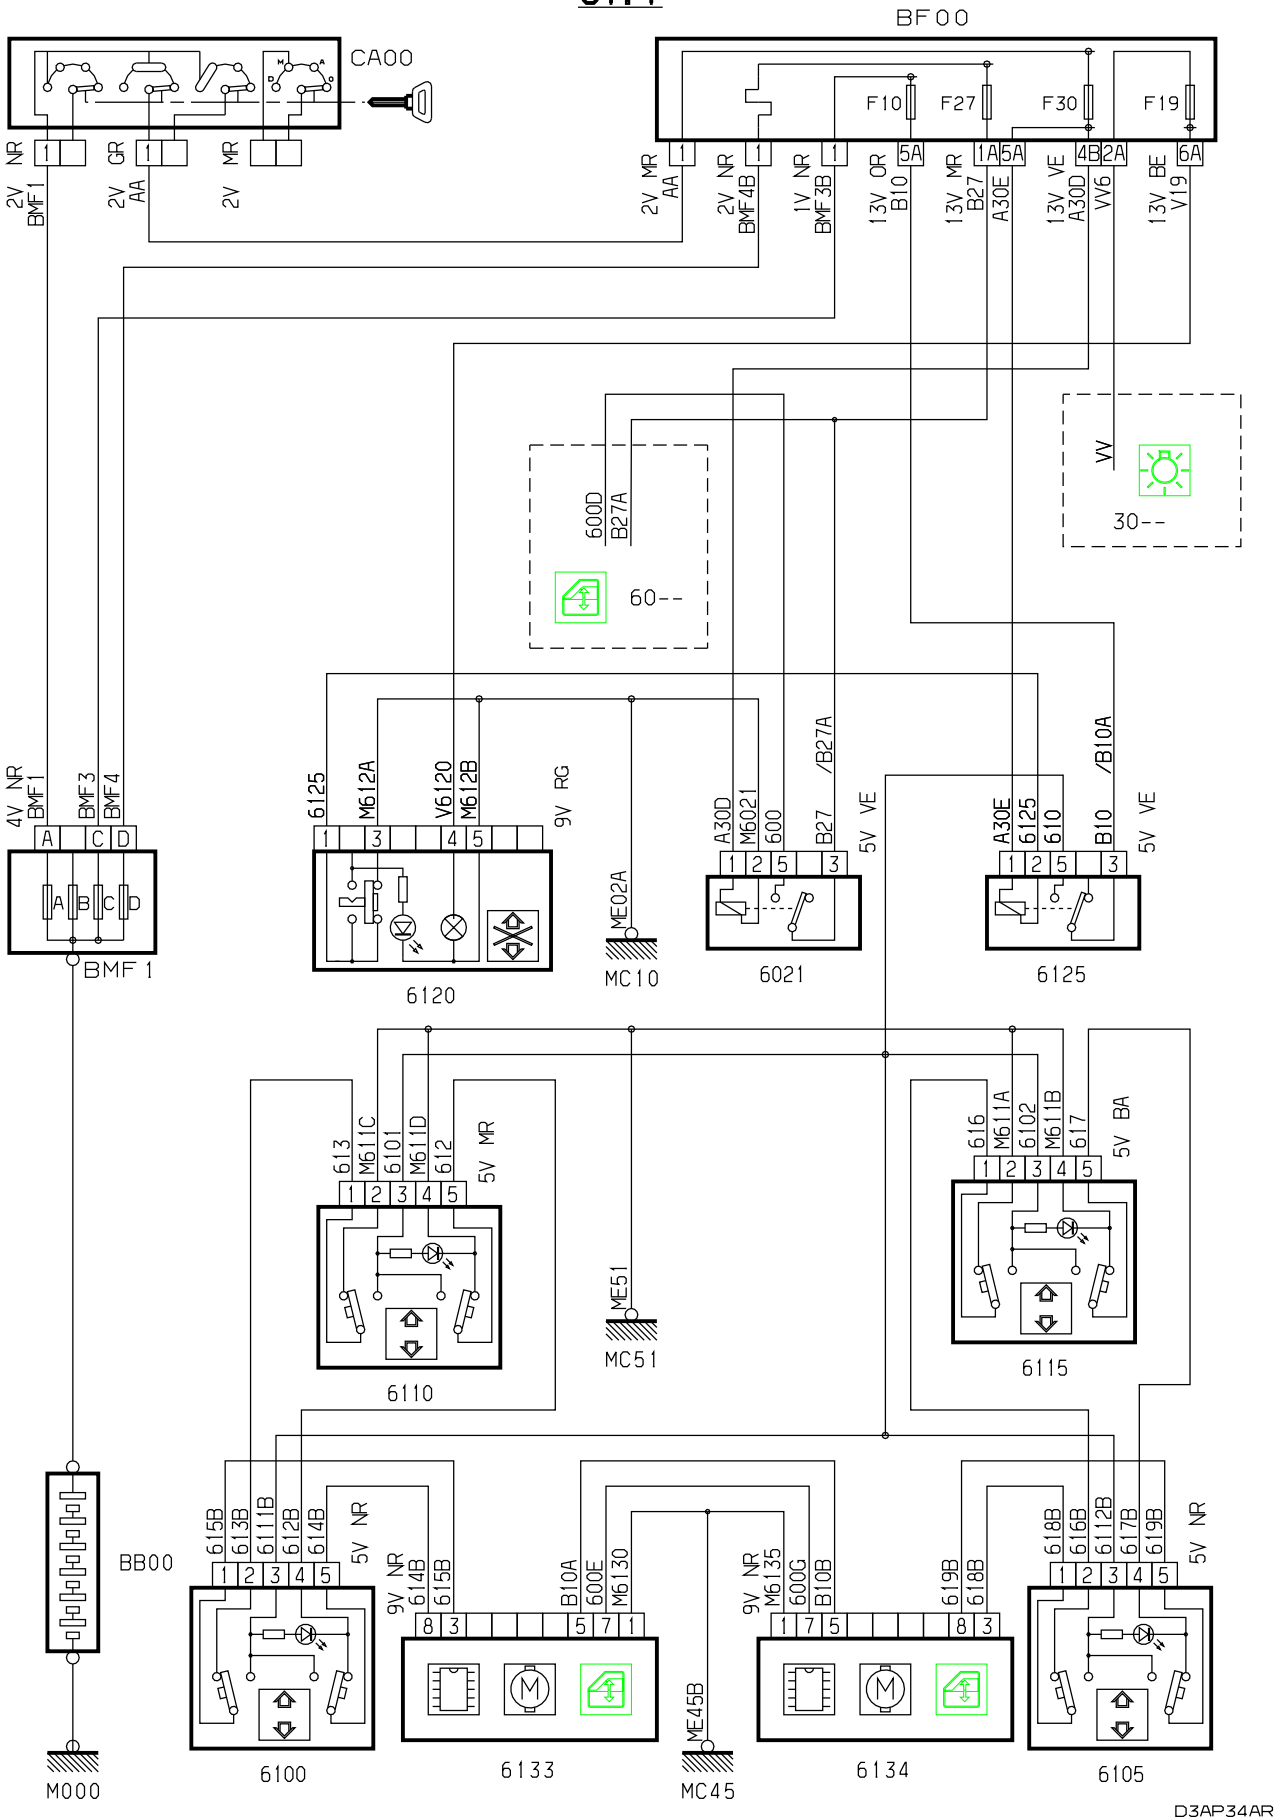 BF00
CA00
M A
D D
F10 F27 F30 F19
1 1 1 1 1 5A 1A 5A 4B 2A 6A
2V NR
BMF1
2V GR
AA
2V MR
2V MR
AA
2V NR
BMF4B
1V NR
BMF3B
13V OR
B10
13V MR
B27
A30E
13V VE
A30D
VV6
13V BE
V19
600D
B27A
60--
VV
30--
4V NR
BMF1
BMF3
BMF4
A C D
A B C D
BMF1
6125
M612A
V6120
M612B
9V RG
1 3 4 5
6120
ME02A
MC10
A30D
M6021
600
B27 /B27A
5V VE
1 2 5 3
6021
A30E
6125
610
B10 /B10A
5V VE
1 2 5 3
6125
613
M611C
6101
M611D
612
5V MR
1 2 3 4 5
6110
ME51
MC51
616
M611A
6102
M611B
617
5V BA
1 2 3 4 5
6115
BB00
M000
615B
613B
6111B
612B
614B
5V NR
1 2 3 4 5
6100
9V NR
614B
615B
B10A
600E
M6130
8 3 5 7 1
M
6133
ME45B
MC45
9V NR
M6135
600G
B10B
619B
618B
1 7 5 8 3
M
6134
618B
616B
6112B
617B
619B
5V NR
1 2 3 4 5
6105
D3AP34AR